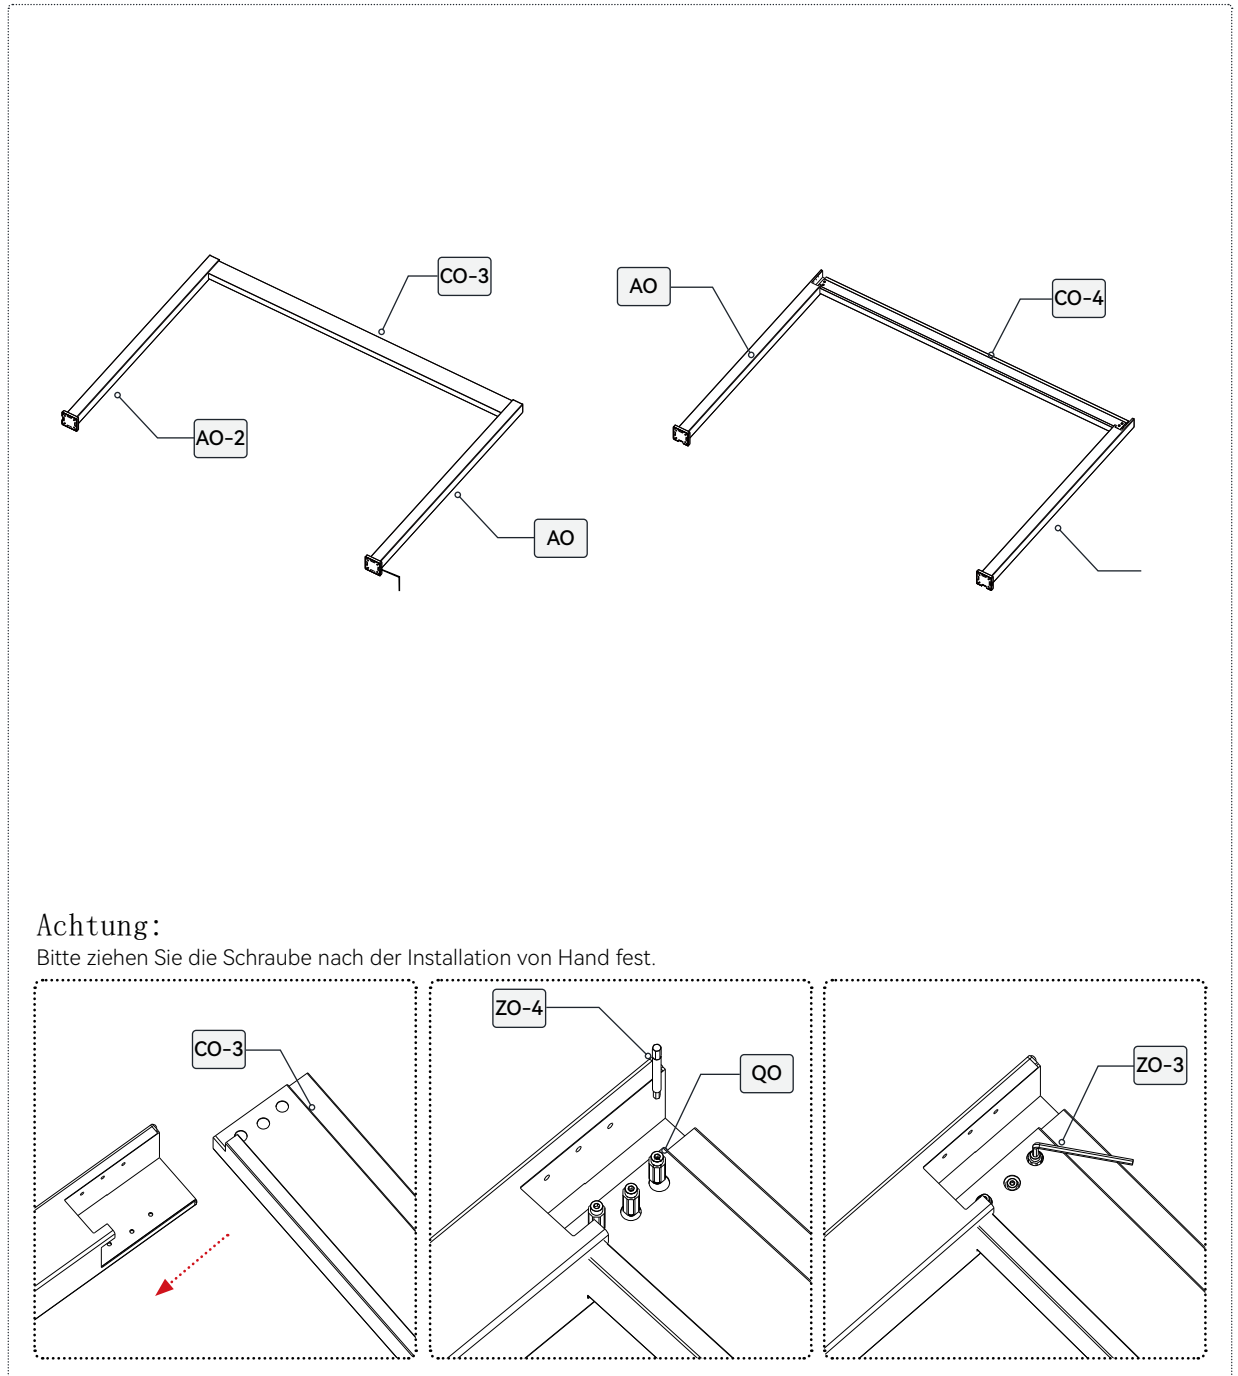 CO-3
AO
CO-4
AO-2
AO
Achtung:
Bitte ziehen Sie die Schraube nach der Installation von Hand fest.
CO-3
ZO-4
QO
ZO-3